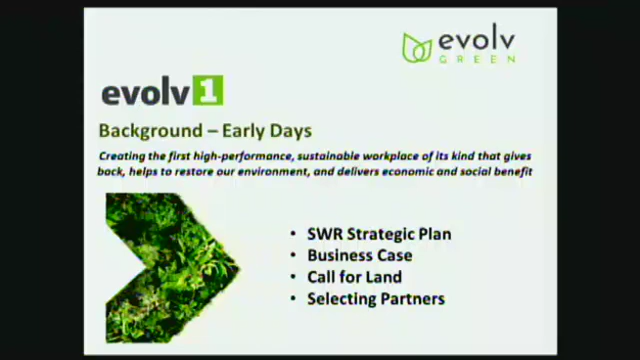 evolv
GREEN
evolv1
Background – Early Days
Creating the first high-performance, sustainable workplace of its kind that gives
back, helps to restore our environment, and delivers economic and social benefit
• SWR Strategic Plan
• Business Case
• Call for Land
• Selecting Partners